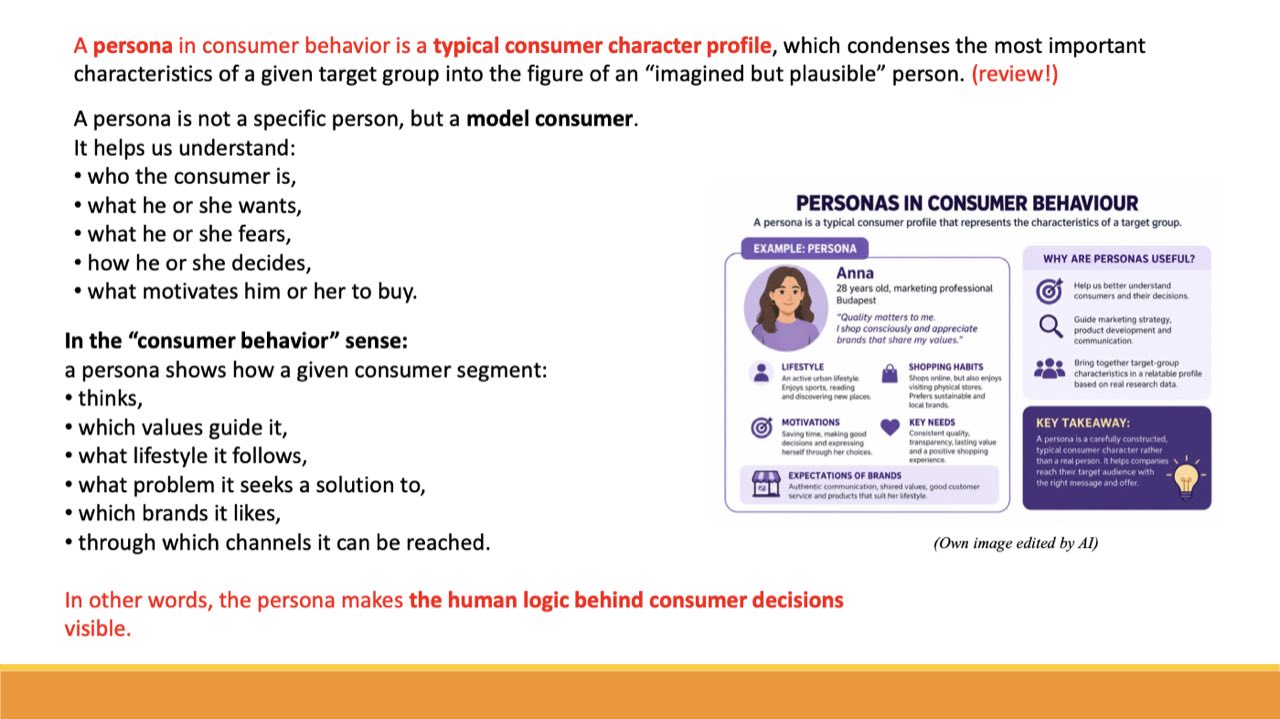 A persona in consumer behavior is a typical consumer character profile, which condenses the most important
characteristics of a given target group into the figure of an “imagined but plausible” person. (review!)
A persona is not a specific person, but a model consumer.
It helps us understand:
• who the consumer is,
• what he or she wants,
• what he or she fears,
• how he or she decides,
• what motivates him or her to buy.
In the “consumer behavior” sense:
a persona shows how a given consumer segment:
• thinks,
• which values guide it,
• what lifestyle it follows,
• what problem it seeks a solution to,
• which brands it likes,
• through which channels it can be reached.
In other words, the persona makes the human logic behind consumer decisions
visible.
PERSONAS IN CONSUMER BEHAVIOUR
A persona is a typical consumer profile that represents the characteristics of a target group.
EXAMPLE: PERSONA
Anna
28 years old, marketing professional
Budapest
"Quality matters to me.
I shop consciously and appreciate
brands that share my values."
LIFESTYLE
An active urban lifestyle.
Enjoys sports, reading
and discovering new places.
SHOPPING HABITS
Shops online, but also enjoys
visiting physical stores.
Prefers sustainable and
local brands.
MOTIVATIONS
Saving time, making good
decisions and expressing
herself through her choices.
KEY NEEDS
Consistent quality,
transparency, lasting value
and a positive shopping
experience.
EXPECTATIONS OF BRANDS
Authentic communication, shared values, good customer
service and products that suit her lifestyle.
WHY ARE PERSONAS USEFUL?
Help us better understand
consumers and their decisions.
Guide marketing strategy,
product development and
communication.
Bring together target-group
characteristics in a relatable profile
based on real research data.
KEY TAKEAWAY:
A persona is a carefully constructed,
typical consumer character rather
than a real person. It helps companies
reach their target audience with
the right message and offer.
(Own image edited by AI)